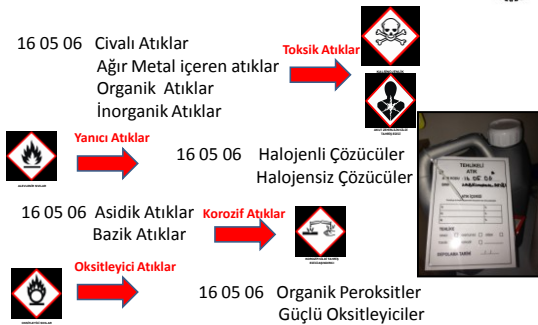 16 05 06 Civalı Atıklar
Ağır Metal içeren atıklar
Organik Atıklar
İnorganik Atıklar
Toksik Atıklar
Yanıcı Atıklar
16 05 06 Halojenli Çözücüler
Halojensiz Çözücüler
16 05 06 Asidik Atıklar
Bazik Atıklar
Korozif Atıklar
Oksitleyici Atıklar
16 05 06 Organik Peroksitler
Güçlü Oksitleyiciler
TEHLİKELİ
ATIK